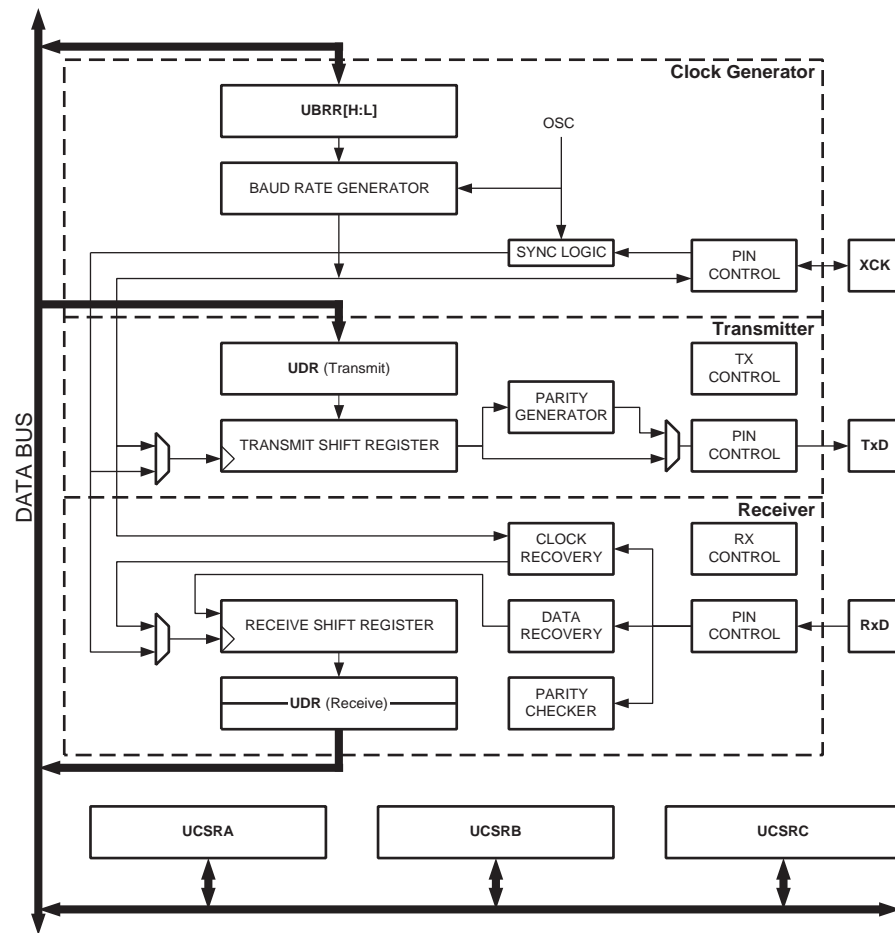 Clock Generator
UBRR[H:L]
OSC
BAUD RATE GENERATOR
SYNC LOGIC
PIN
CONTROL
XCK
Transmitter
UDR (Transmit)
TX
CONTROL
PARITY
GENERATOR
TRANSMIT SHIFT REGISTER
PIN
CONTROL
TxD
DATA BUS
Receiver
CLOCK
RECOVERY
RX
CONTROL
RECEIVE SHIFT REGISTER
DATA
RECOVERY
PIN
CONTROL
RxD
UDR (Receive)
PARITY
CHECKER
UCSRA
UCSRB
UCSRC